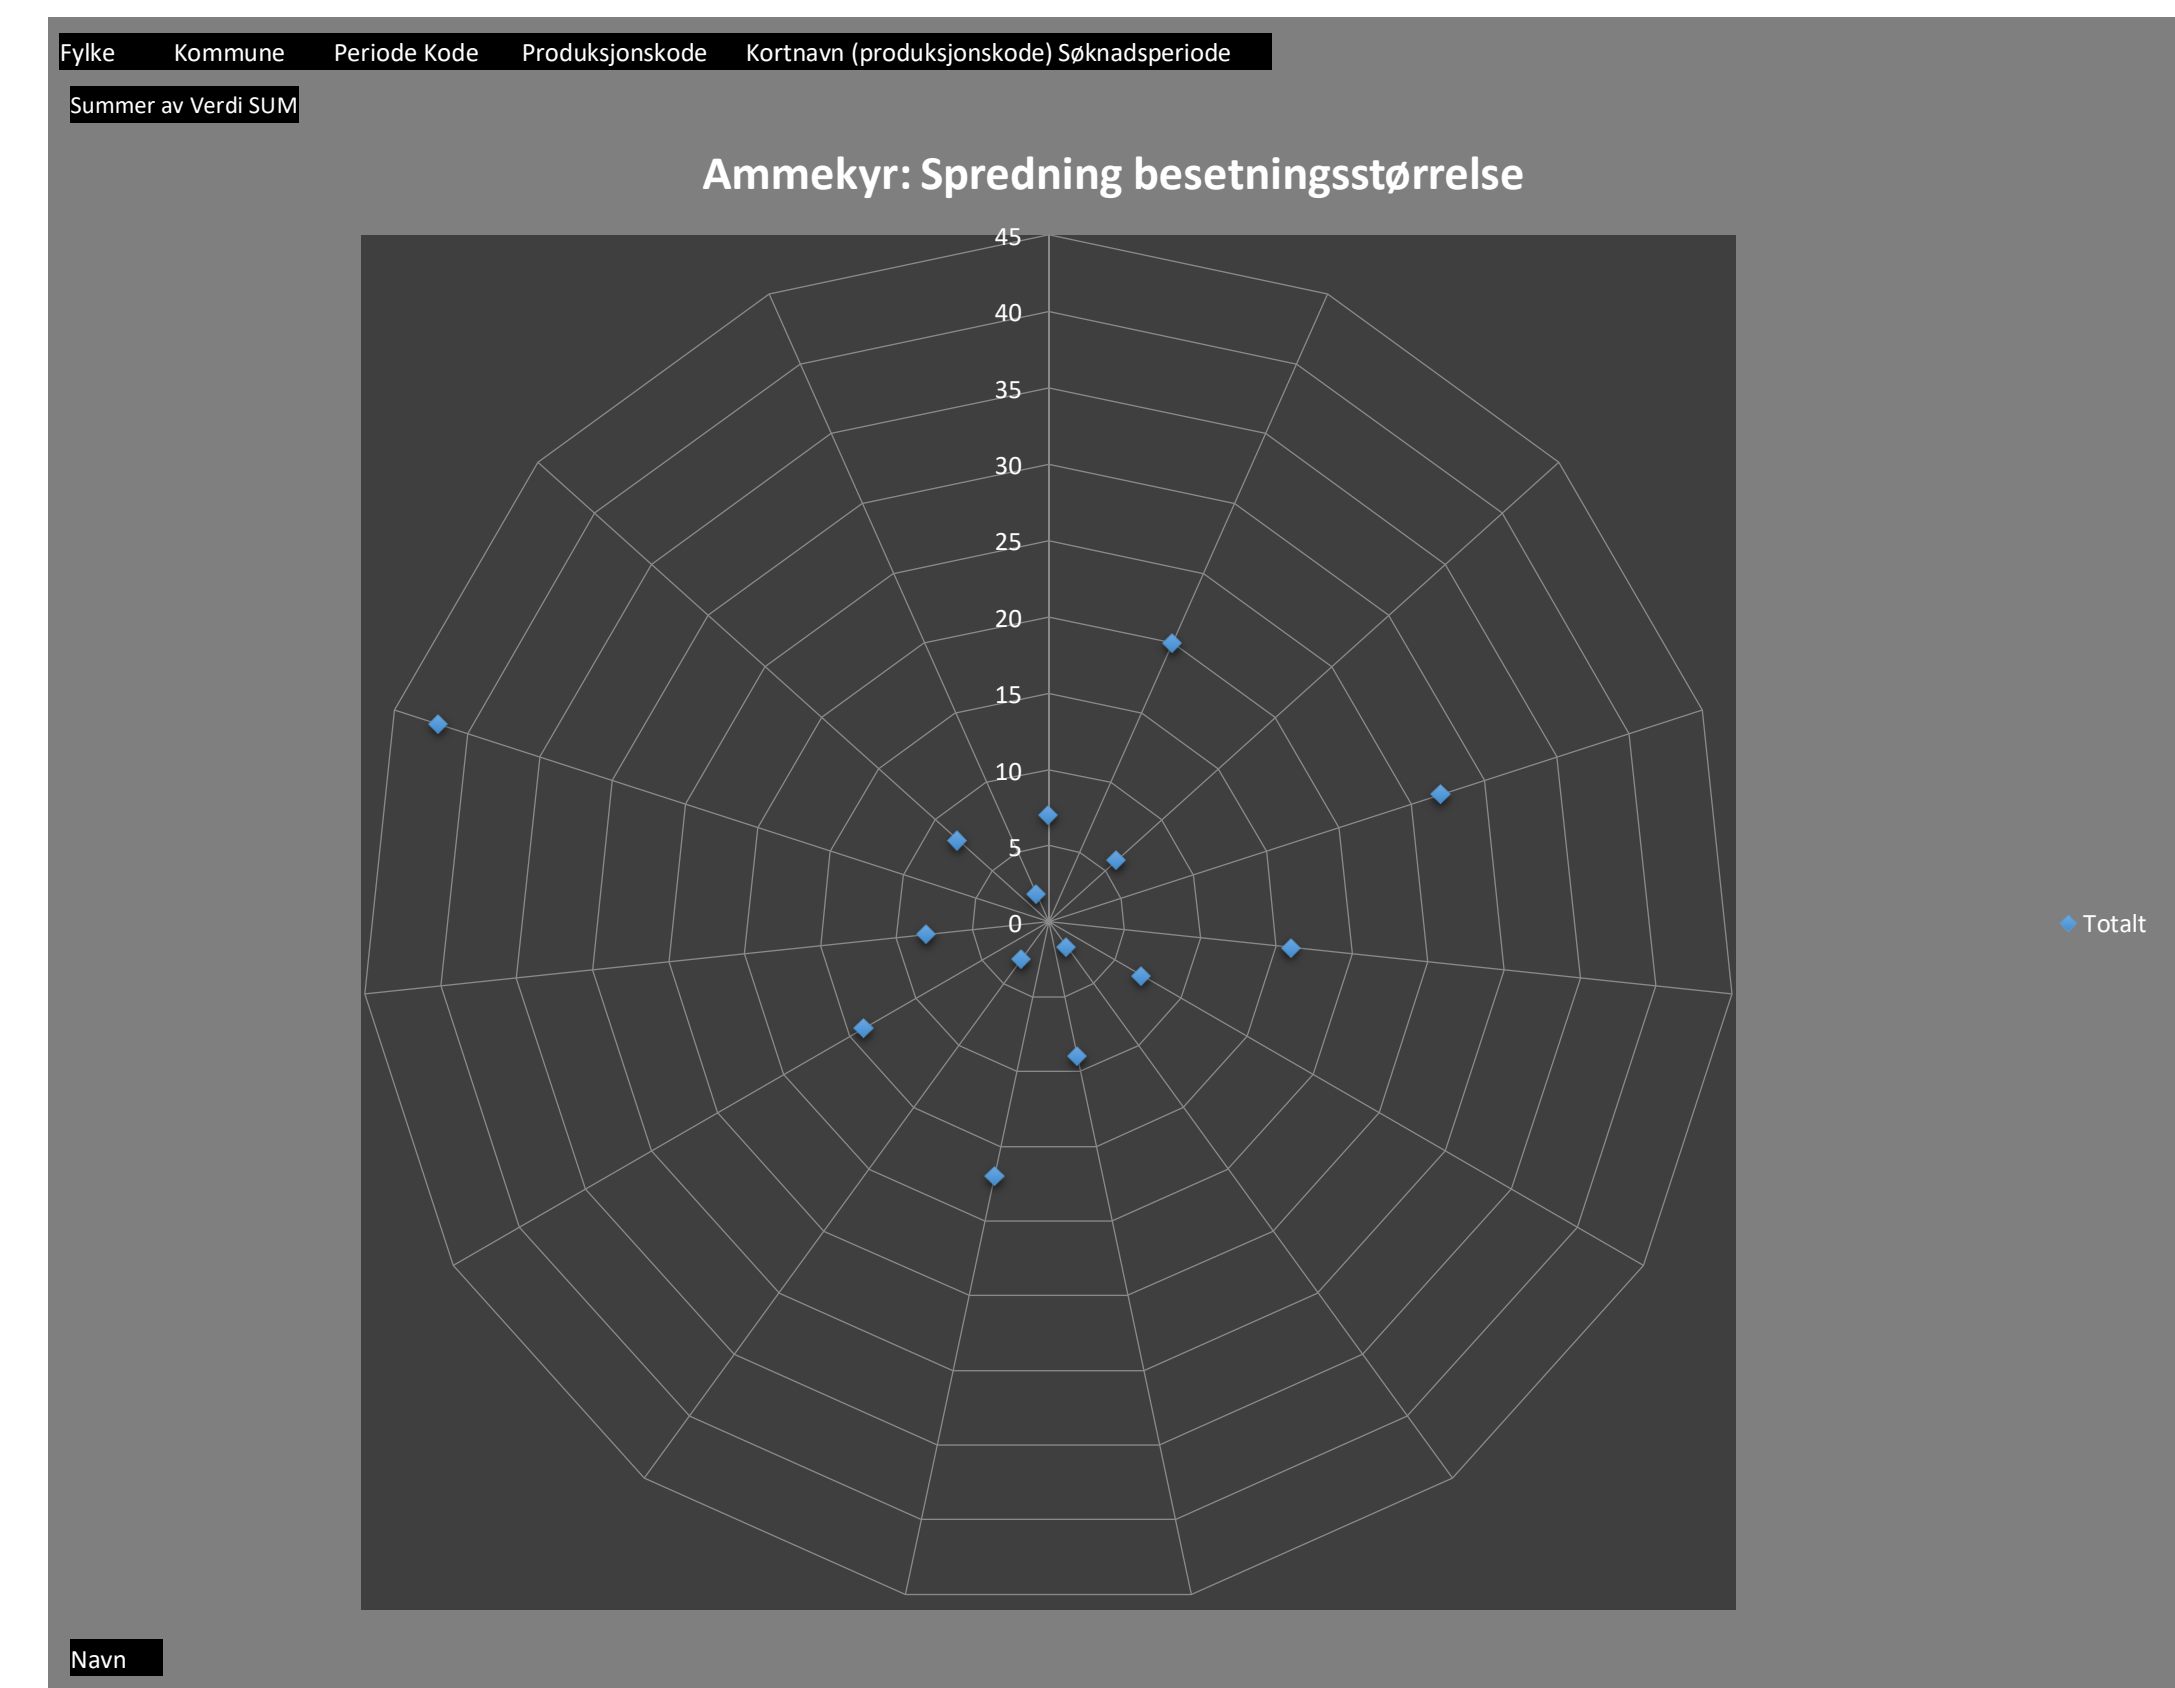 Fylke Kommune Periode Kode Produksjonskode Kortnavn (produksjonskode) Søknadsperiode
Summer av Verdi SUM
Ammekyr: Spredning besetningsstørrelse
45
40
35
30
25
20
15
10
5
0
Totalt
Navn